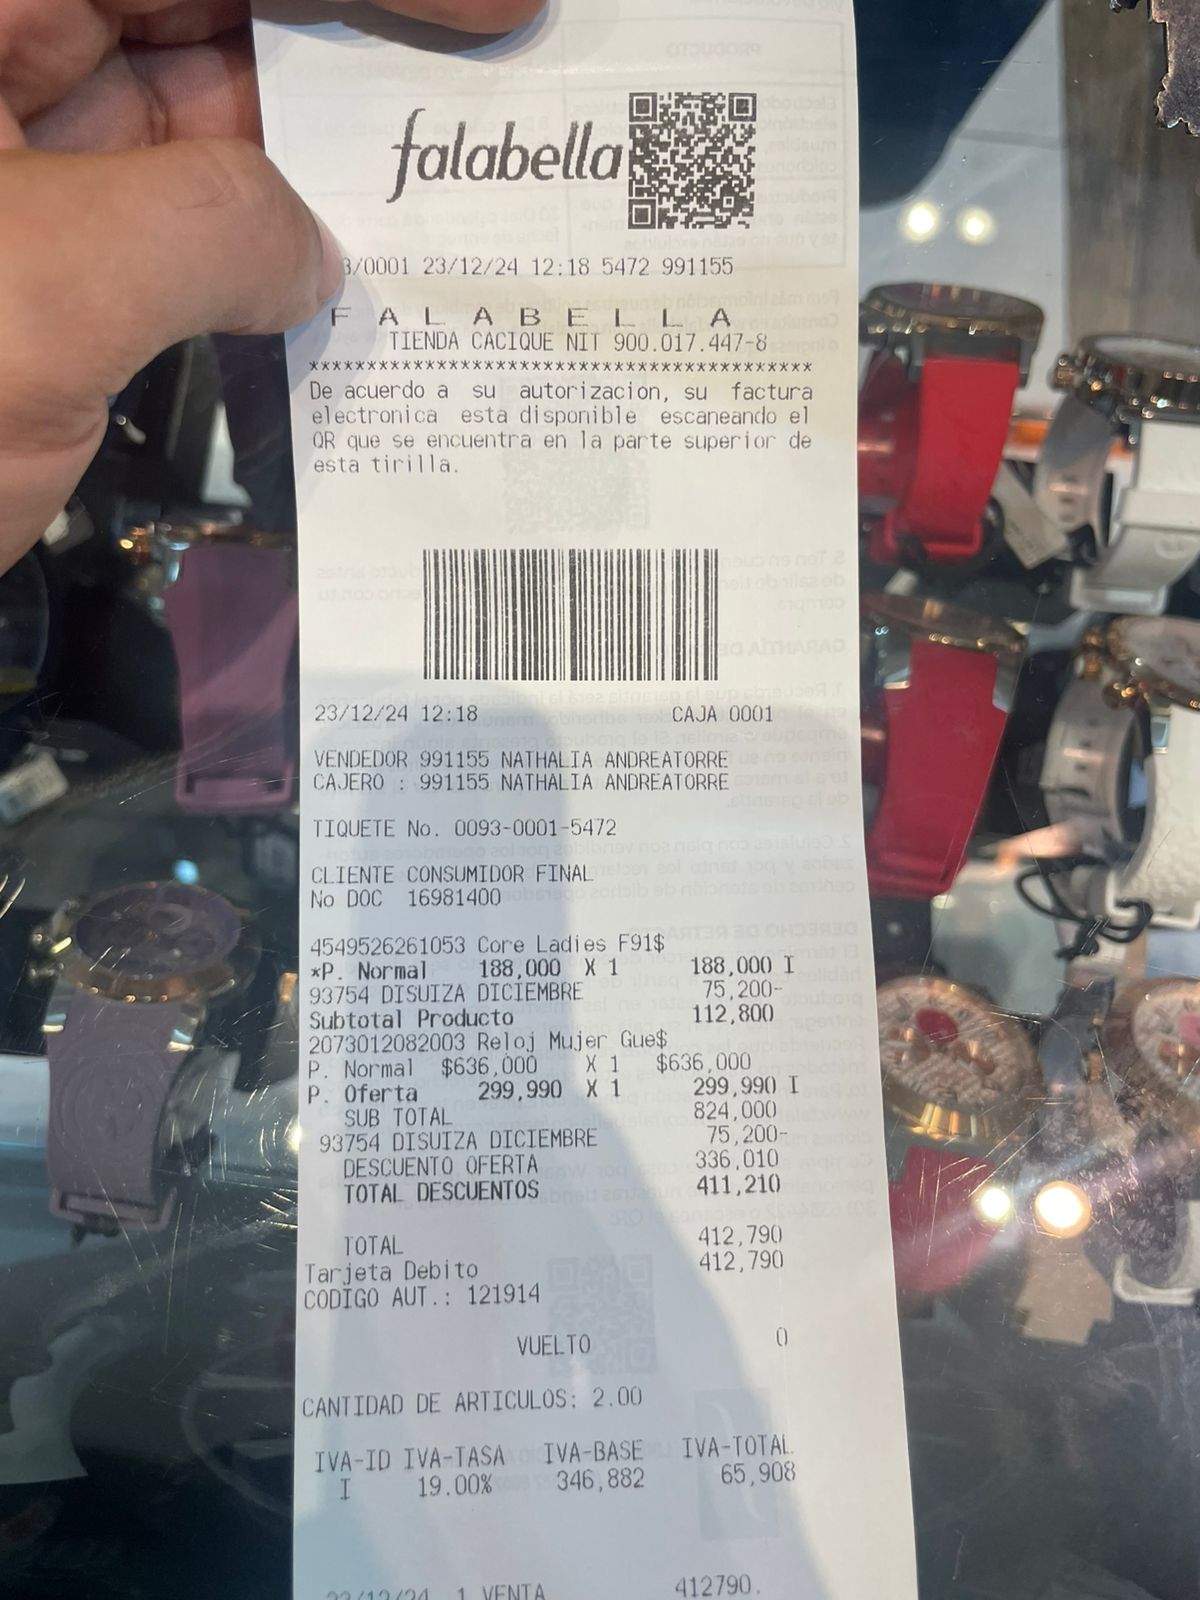 falabella
3/0001 23/12/24 12:18 5472 991155
F A L A B E L L A
TIENDA CACIQUE NIT 900.017.447-8
*******************************************
De acuerdo a su autorización, su factura
electronica esta disponible escaneando el
QR que se encuentra en la parte superior de
esta tirilla.
23/12/24 12:18 CAJA 0001
VENDEDOR 991155 NATHALIA ANDREATORRE
CAJERO : 991155 NATHALIA ANDREATORRE
TIQUETE No. 0093-0001-5472
CLIENTE CONSUMIDOR FINAL
No DOC 16981400
4549526261053 Core Ladies F91$
*P. Normal 188,000 X 1 188,000 I
93754 DISUIZA DICIEMBRE 75,200-
Subtotal Producto 112,800
2073012082003 Reloj Mujer Gue$
P. Normal $636,000 X 1 $636,000
P. Oferta 299,990 X 1 299,990 I
SUB TOTAL 824,000
93754 DISUIZA DICIEMBRE 75,200-
DESCUENTO OFERTA 336,010
TOTAL DESCUENTOS 411,210
TOTAL 412,790
Tarjeta Debito 412,790
CODIGO AUT.: 121914
VUELTO 0
CANTIDAD DE ARTICULOS: 2.00
IVA-ID IVA-TASA IVA-BASE IVA-TOTAL
I 19.00% 346,882 65,908
23/12/24 1 VENTA 412790.